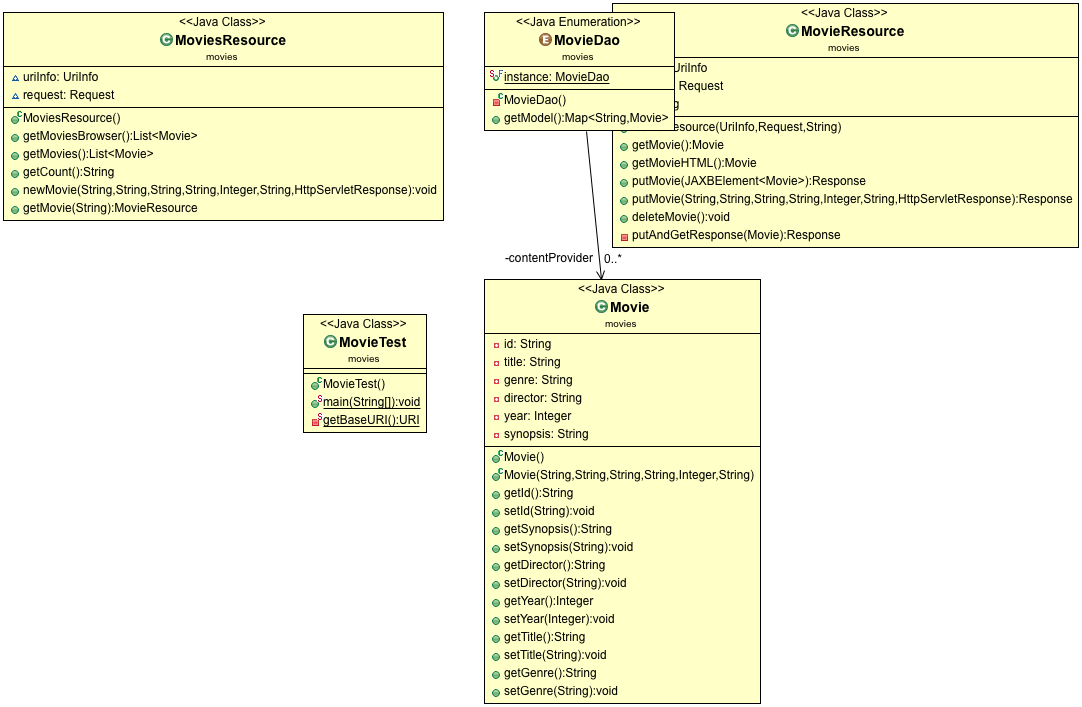 <<Java Class>>
MoviesResource
movies
uriInfo: UriInfo
request: Request
MoviesResource()
getMoviesBrowser():List<Movie>
getMovies():List<Movie>
getCount():String
newMovie(String,String,String,String,Integer,String,HttpServletResponse):void
getMovie(String):MovieResource
<<Java Enumeration>>
MovieDao
movies
instance: MovieDao
MovieDao()
getModel():Map<String,Movie>
<<Java Class>>
MovieResource
movies
UriInfo
Request
esource(UriInfo,Request,String)
getMovie():Movie
getMovieHTML():Movie
putMovie(JAXBElement<Movie>):Response
putMovie(String,String,String,String,Integer,String,HttpServletResponse):Response
deleteMovie():void
putAndGetResponse(Movie):Response
-contentProvider 0..*
<<Java Class>>
MovieTest
movies
MovieTest()
main(String[]):void
getBaseURI():URI
<<Java Class>>
Movie
movies
id: String
title: String
genre: String
director: String
year: Integer
synopsis: String
Movie()
Movie(String,String,String,String,Integer,String)
getId():String
setId(String):void
getSynopsis():String
setSynopsis(String):void
getDirector():String
setDirector(String):void
getYear():Integer
setYear(Integer):void
getTitle():String
setTitle(String):void
getGenre():String
setGenre(String):void